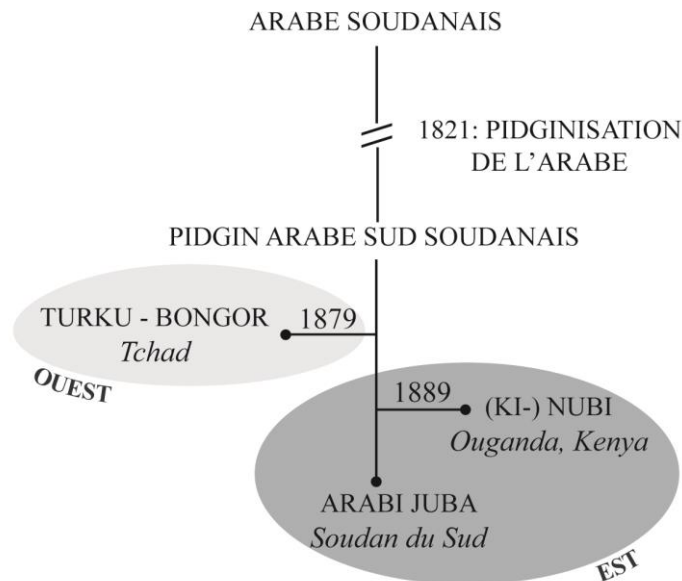 ARABE SOUDANAIS
1821: PIDGINISATION
DE L'ARABE
PIDGIN ARABE SUD SOUDANAIS
TURKU - BONGOR
1879
Tchad
OUEST
1889
(KI-) NUBI
Ouganda, Kenya
ARABI JUBA
Soudan du Sud
EST